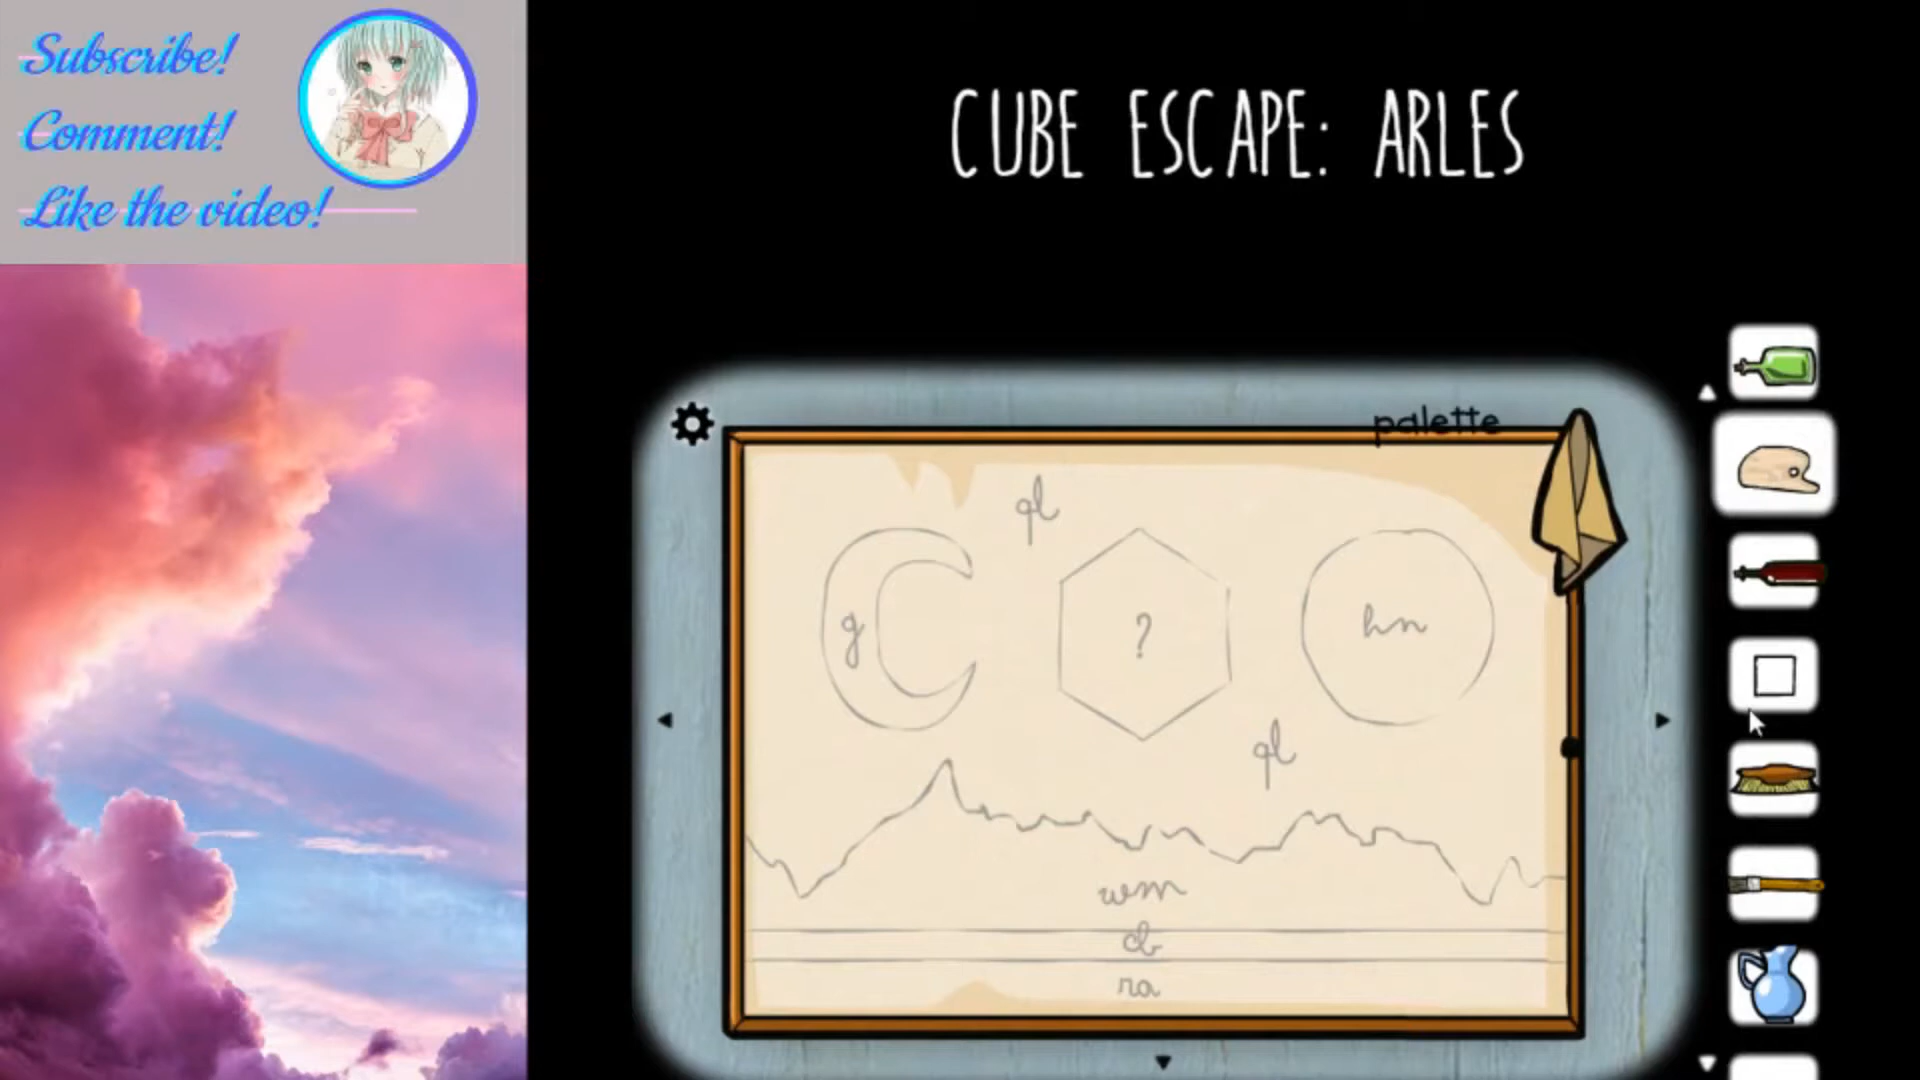 Subscribe!
Comment!
Like the video!
CUBE ESCAPE: ARLES
palette
ql
g
?
hn
ql
wm
cb
ra